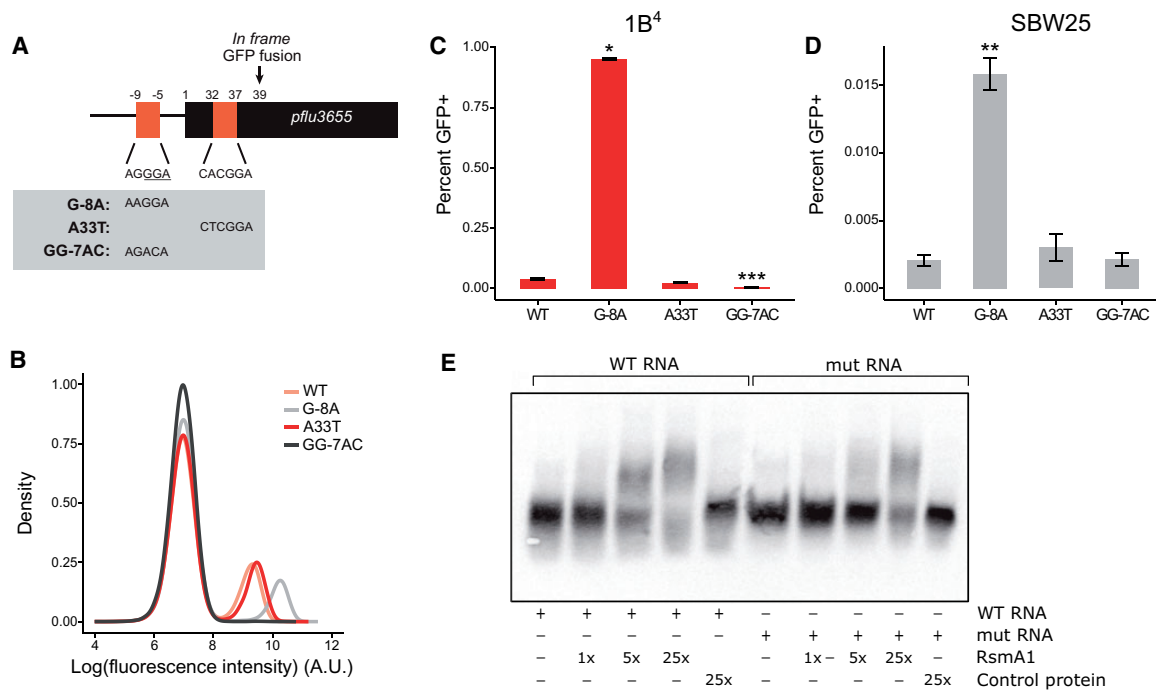 A
In frame
GFP fusion
-9 -5 1 32 37 39
pflu3655
AGGGA CACGGA
G-8A: AAGGA
A33T: CTCGGA
GG-7AC: AGACA
B
1.00
0.75
0.50
0.25
0.00
Density
4 6 8 10 12
Log(fluorescence intensity) (A.U.)
WT
G-8A
A33T
GG-7AC
C
1B⁴
Percent GFP+
1.00
0.75
0.50
0.25
0.00
*
***
WT G-8A A33T GG-7AC
D
SBW25
Percent GFP+
0.015
0.010
0.005
0.000
**
WT G-8A A33T GG-7AC
E
WT RNA mut RNA
+ + + + + – – – – – WT RNA
– – – – – + + + + + mut RNA
– 1x 5x 25x – – 1x – 5x 25x – RsmA1
– – – – 25x – – – – 25x Control protein